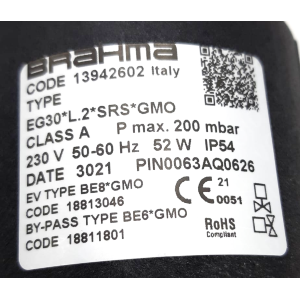 BRAHMA
CODE 13942602 Italy
TYPE
EG30*L.2*SRS*GMO
CLASS A P max. 200 mbar
230 V 50-60 Hz 52 W IP54
DATE 3021 PIN0063AQ0626
EV TYPE BE8*GMO
CODE 18813046
BY-PASS TYPE BE6*GMO
CODE 18811801
CE 21
0051
RoHS
Compliant